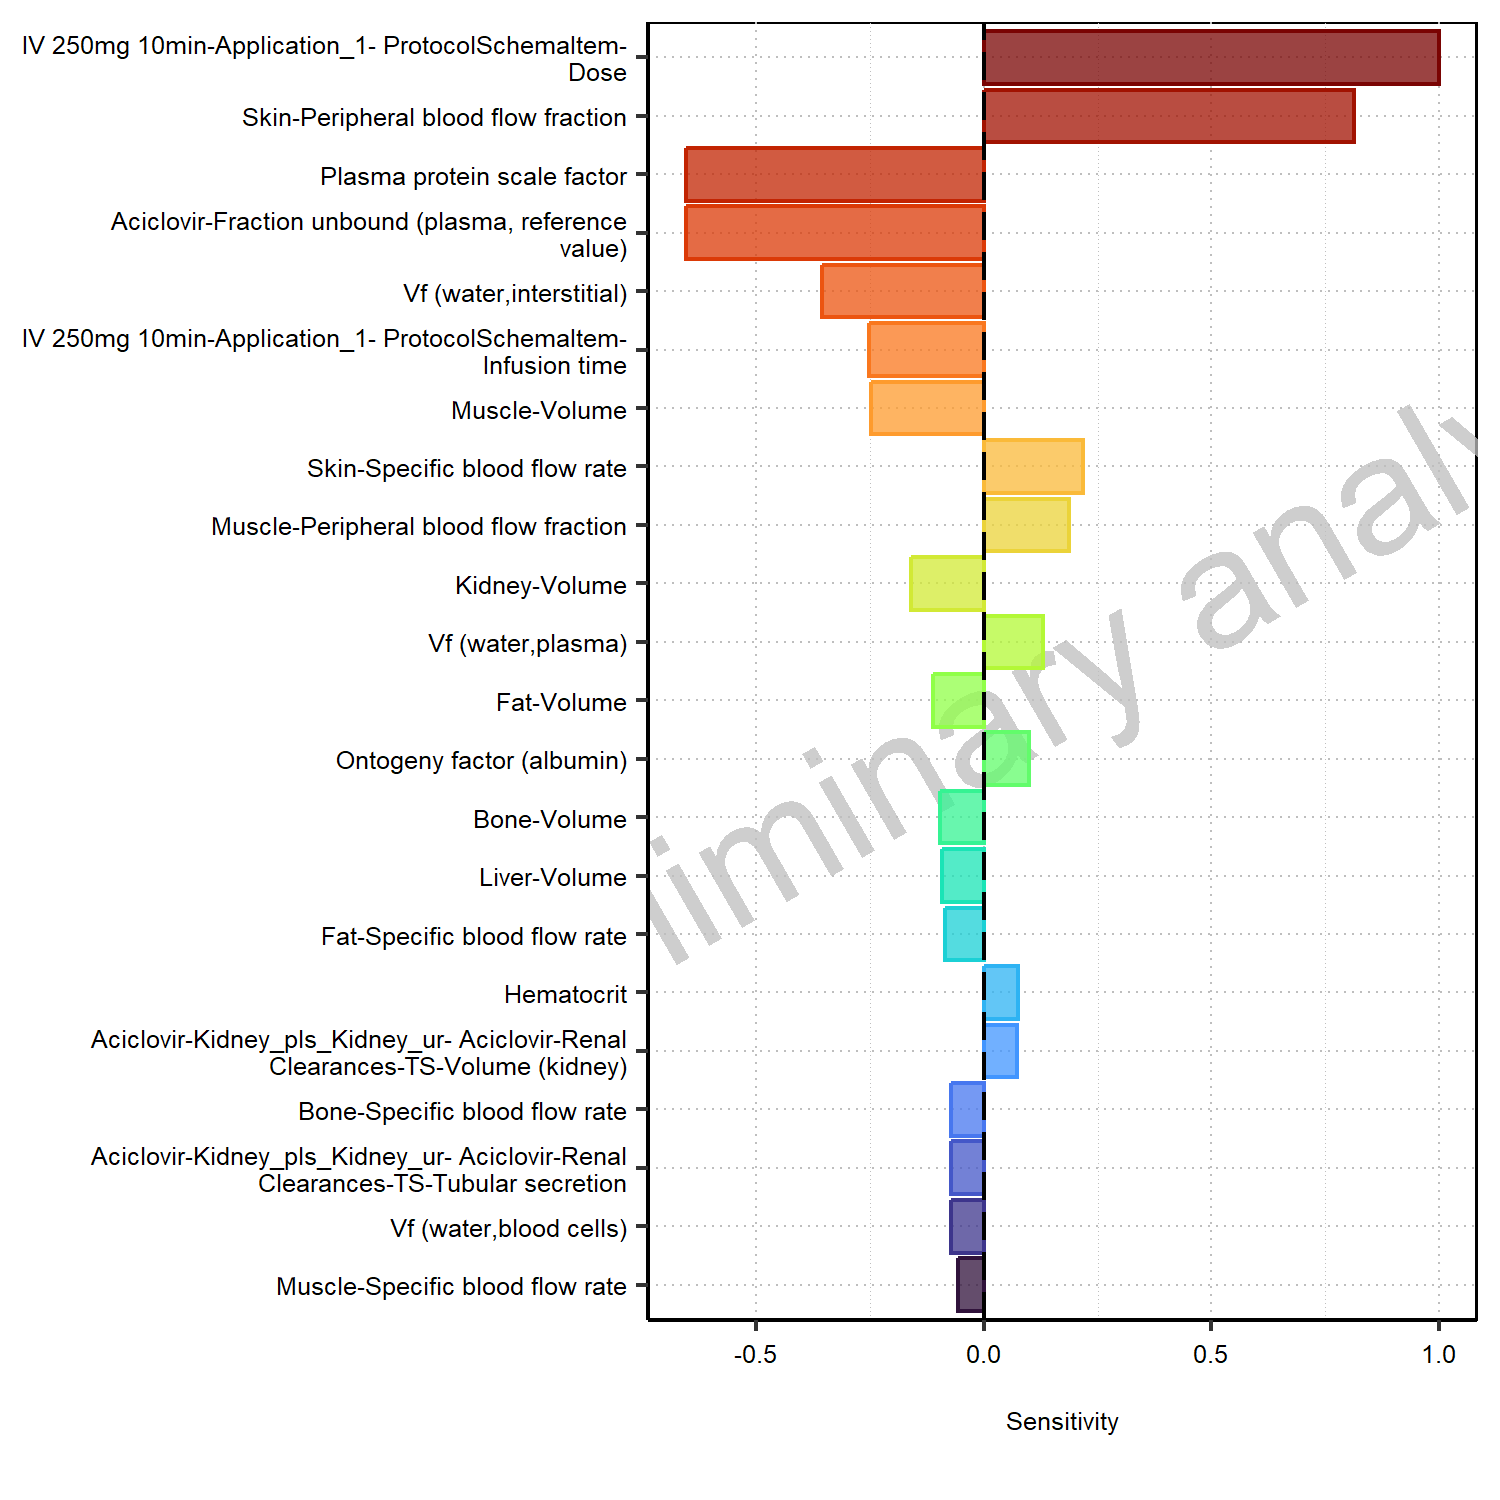 IV 250mg 10min-Application_1- ProtocolSchemaItem-
Dose
Skin-Peripheral blood flow fraction
Plasma protein scale factor
Aciclovir-Fraction unbound (plasma, reference
value)
Vf (water,interstitial)
IV 250mg 10min-Application_1- ProtocolSchemaItem-
Infusion time
Muscle-Volume
Skin-Specific blood flow rate
Muscle-Peripheral blood flow fraction
Kidney-Volume
Vf (water,plasma)
Fat-Volume
Ontogeny factor (albumin)
Bone-Volume
Liver-Volume
Fat-Specific blood flow rate
Hematocrit
Aciclovir-Kidney_pls_Kidney_ur- Aciclovir-Renal
Clearances-TS-Volume (kidney)
Bone-Specific blood flow rate
Aciclovir-Kidney_pls_Kidney_ur- Aciclovir-Renal
Clearances-TS-Tubular secretion
Vf (water,blood cells)
Muscle-Specific blood flow rate
liminary analy
-0.5 0.0 0.5 1.0
Sensitivity